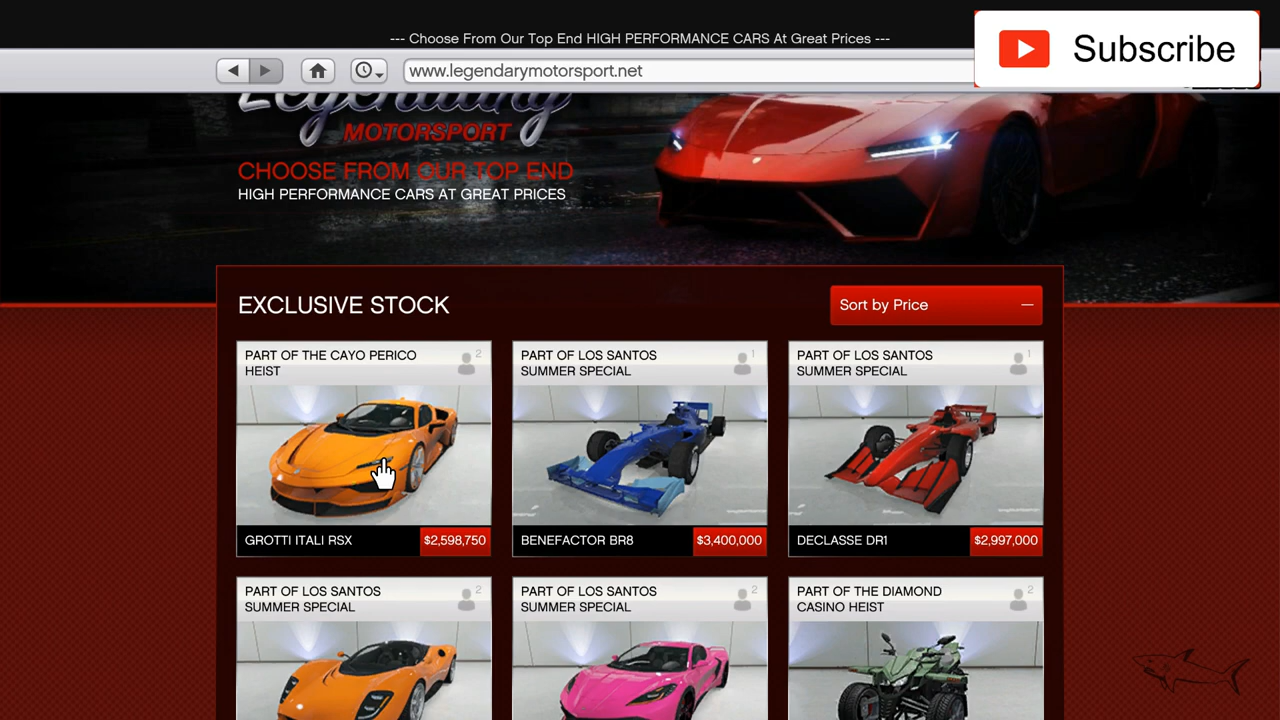 --- Choose From Our Top End HIGH PERFORMANCE CARS At Great Prices ---
Subscribe
www.legendarymotorsport.net
Legendary
MOTORSPORT
CHOOSE FROM OUR TOP END
HIGH PERFORMANCE CARS AT GREAT PRICES
EXCLUSIVE STOCK
Sort by Price
PART OF THE CAYO PERICO
HEIST
2
GROTTI ITALI RSX
$2,598,750
PART OF LOS SANTOS
SUMMER SPECIAL
1
BENEFACTOR BR8
$3,400,000
PART OF LOS SANTOS
SUMMER SPECIAL
1
DECLASSE DR1
$2,997,000
PART OF LOS SANTOS
SUMMER SPECIAL
2
PART OF LOS SANTOS
SUMMER SPECIAL
2
PART OF THE DIAMOND
CASINO HEIST
2